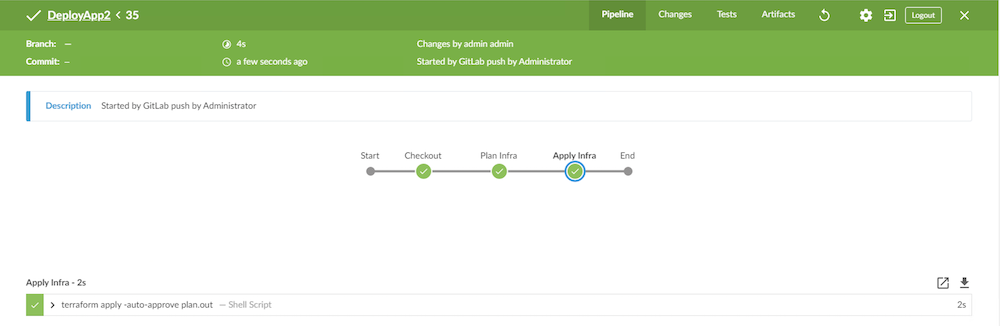 DeployApp2 < 35 Pipeline Changes Tests Artifacts Logout
Branch: — 4s Changes by admin admin
Commit: — a few seconds ago Started by GitLab push by Administrator
Description Started by GitLab push by Administrator
Start Checkout Plan Infra Apply Infra End
Apply Infra - 2s
terraform apply -auto-approve plan.out — Shell Script 2s